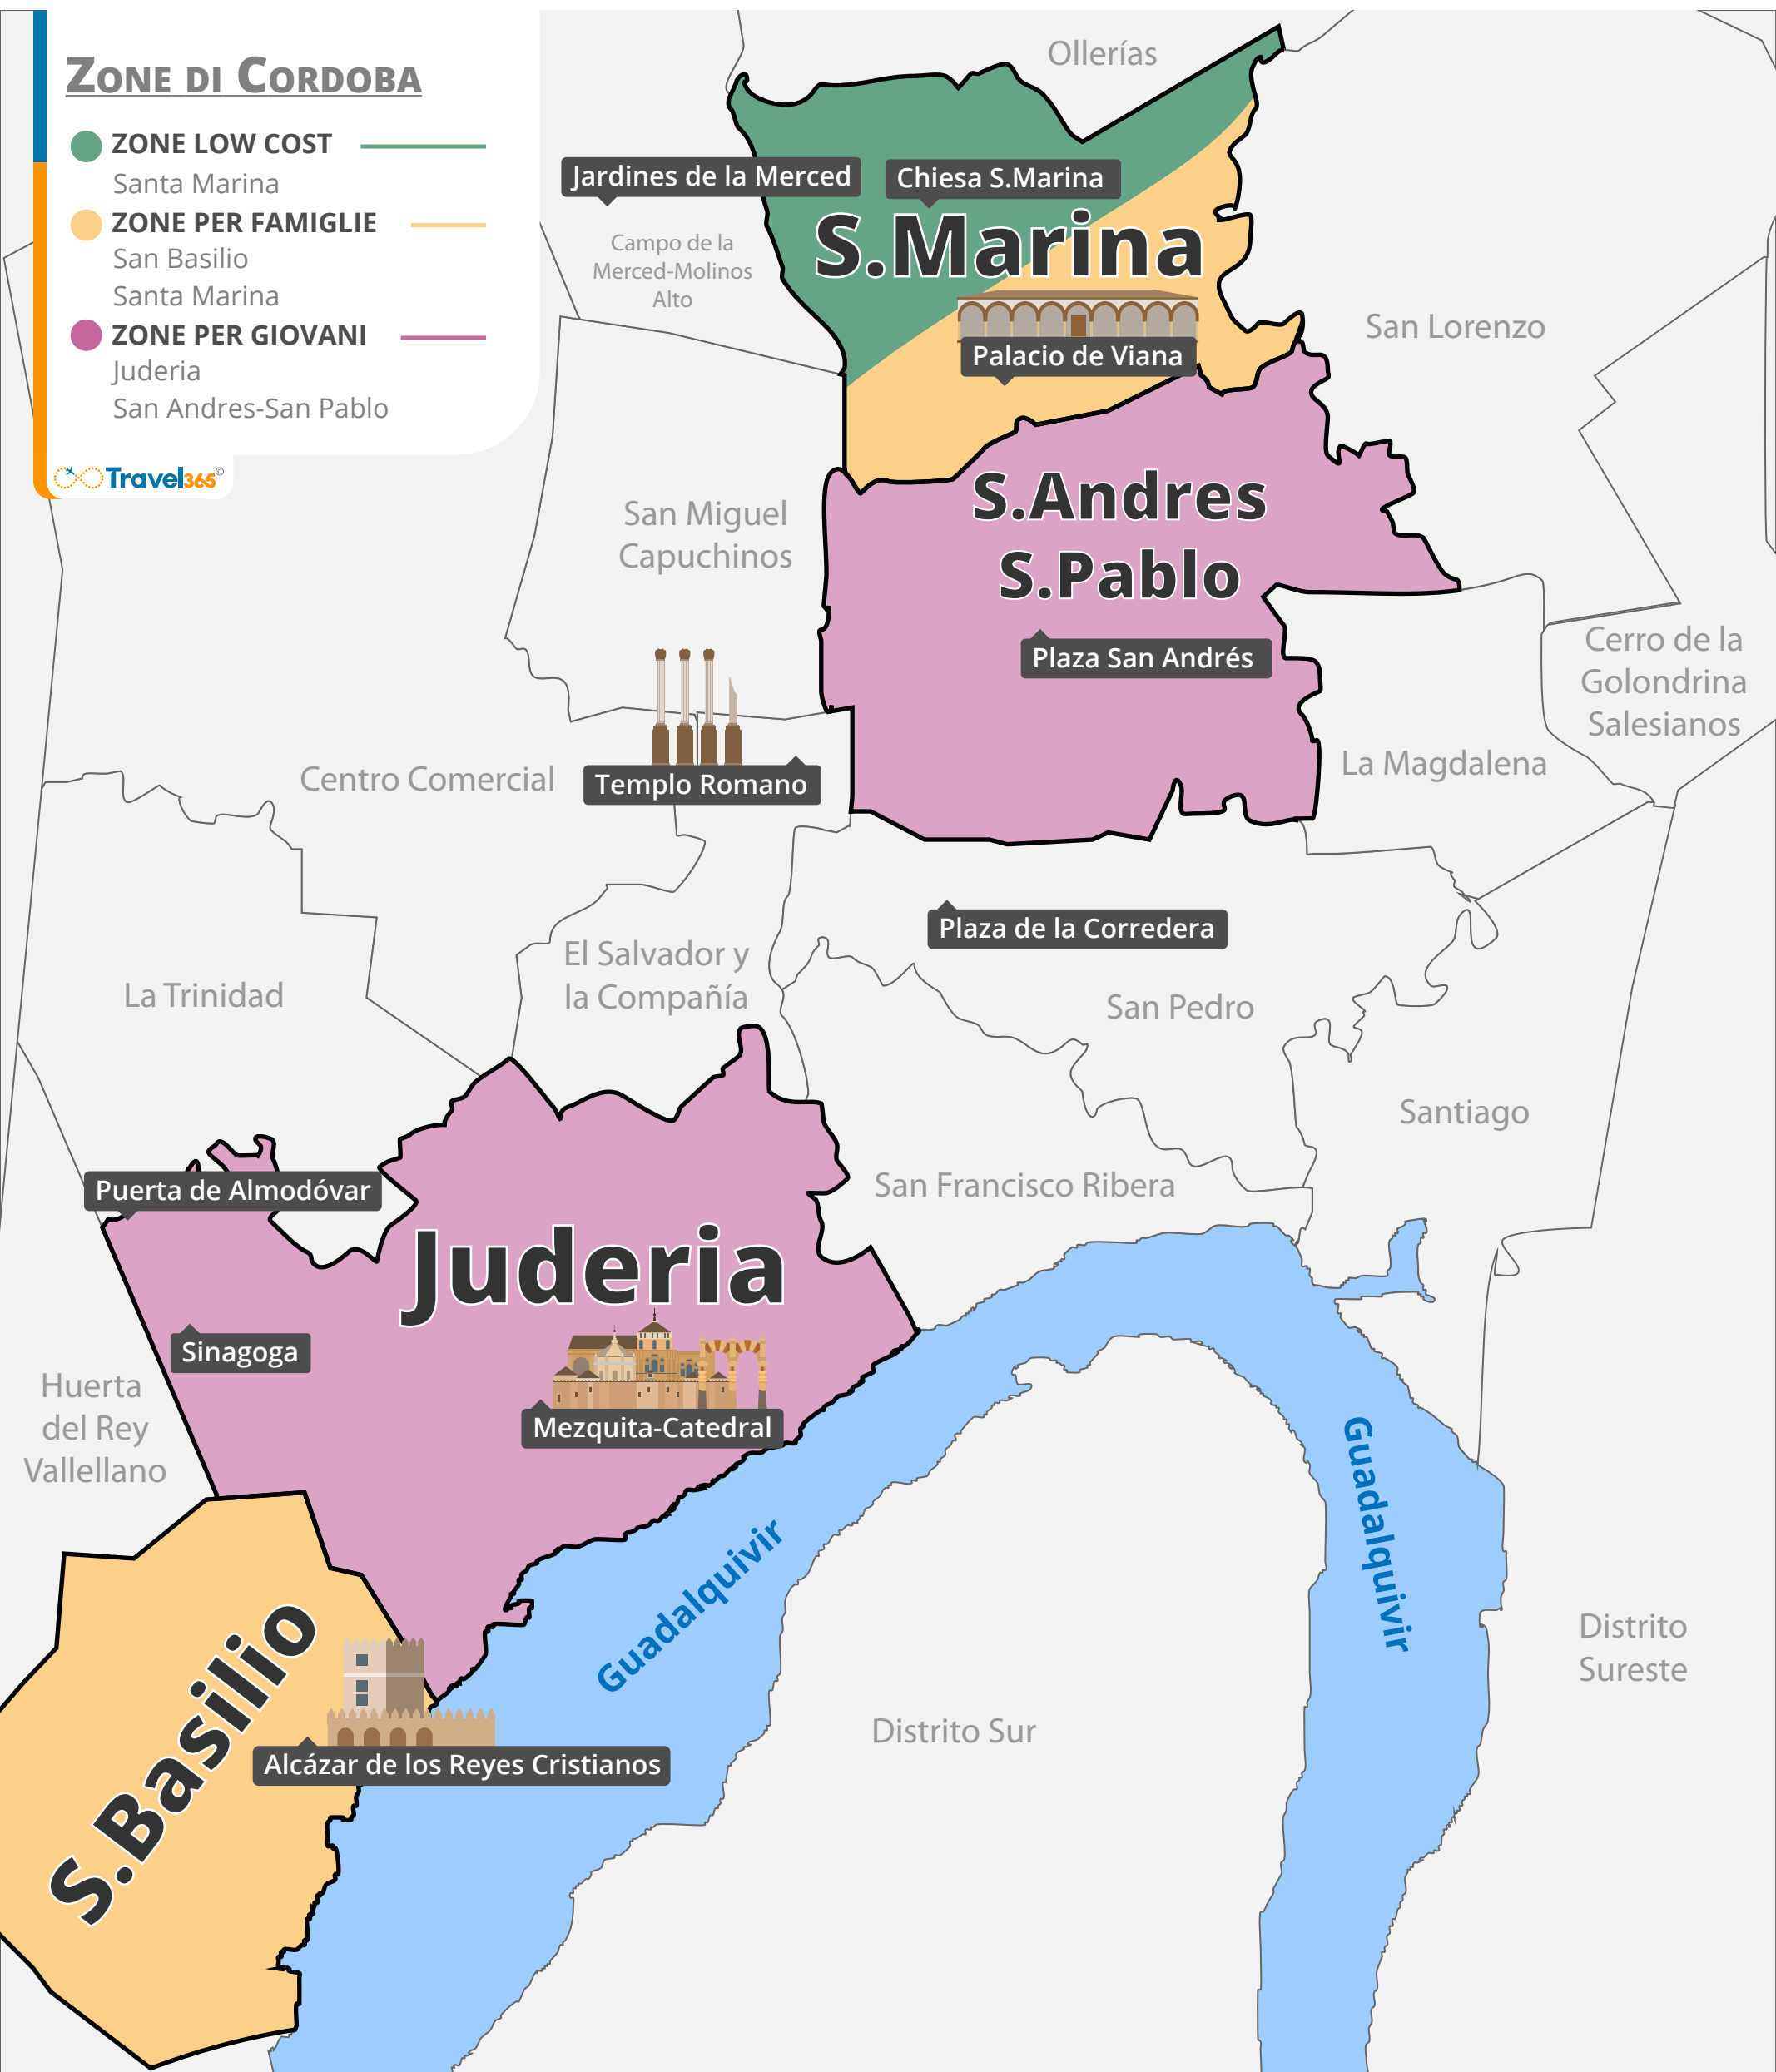 Zone di Cordoba
ZONE LOW COST
Santa Marina
ZONE PER FAMIGLIE
San Basilio
Santa Marina
ZONE PER GIOVANI
Juderia
San Andres-San Pablo
Travel365©
Ollerías
Jardines de la Merced
Chiesa S.Marina
Campo de la
Merced-Molinos
Alto
S.Marina
San Lorenzo
Palacio de Viana
San Miguel
Capuchinos
S.Andres
S.Pablo
Plaza San Andrés
Cerro de la
Golondrina
Salesianos
Centro Comercial
Templo Romano
La Magdalena
Plaza de la Corredera
El Salvador y
la Compañía
La Trinidad
San Pedro
Santiago
Puerta de Almodóvar
San Francisco Ribera
Juderia
Sinagoga
Huerta
del Rey
Vallellano
Mezquita-Catedral
Guadalquivir
Guadalquivir
Distrito
Sureste
S.Basilio
Distrito Sur
Alcázar de los Reyes Cristianos